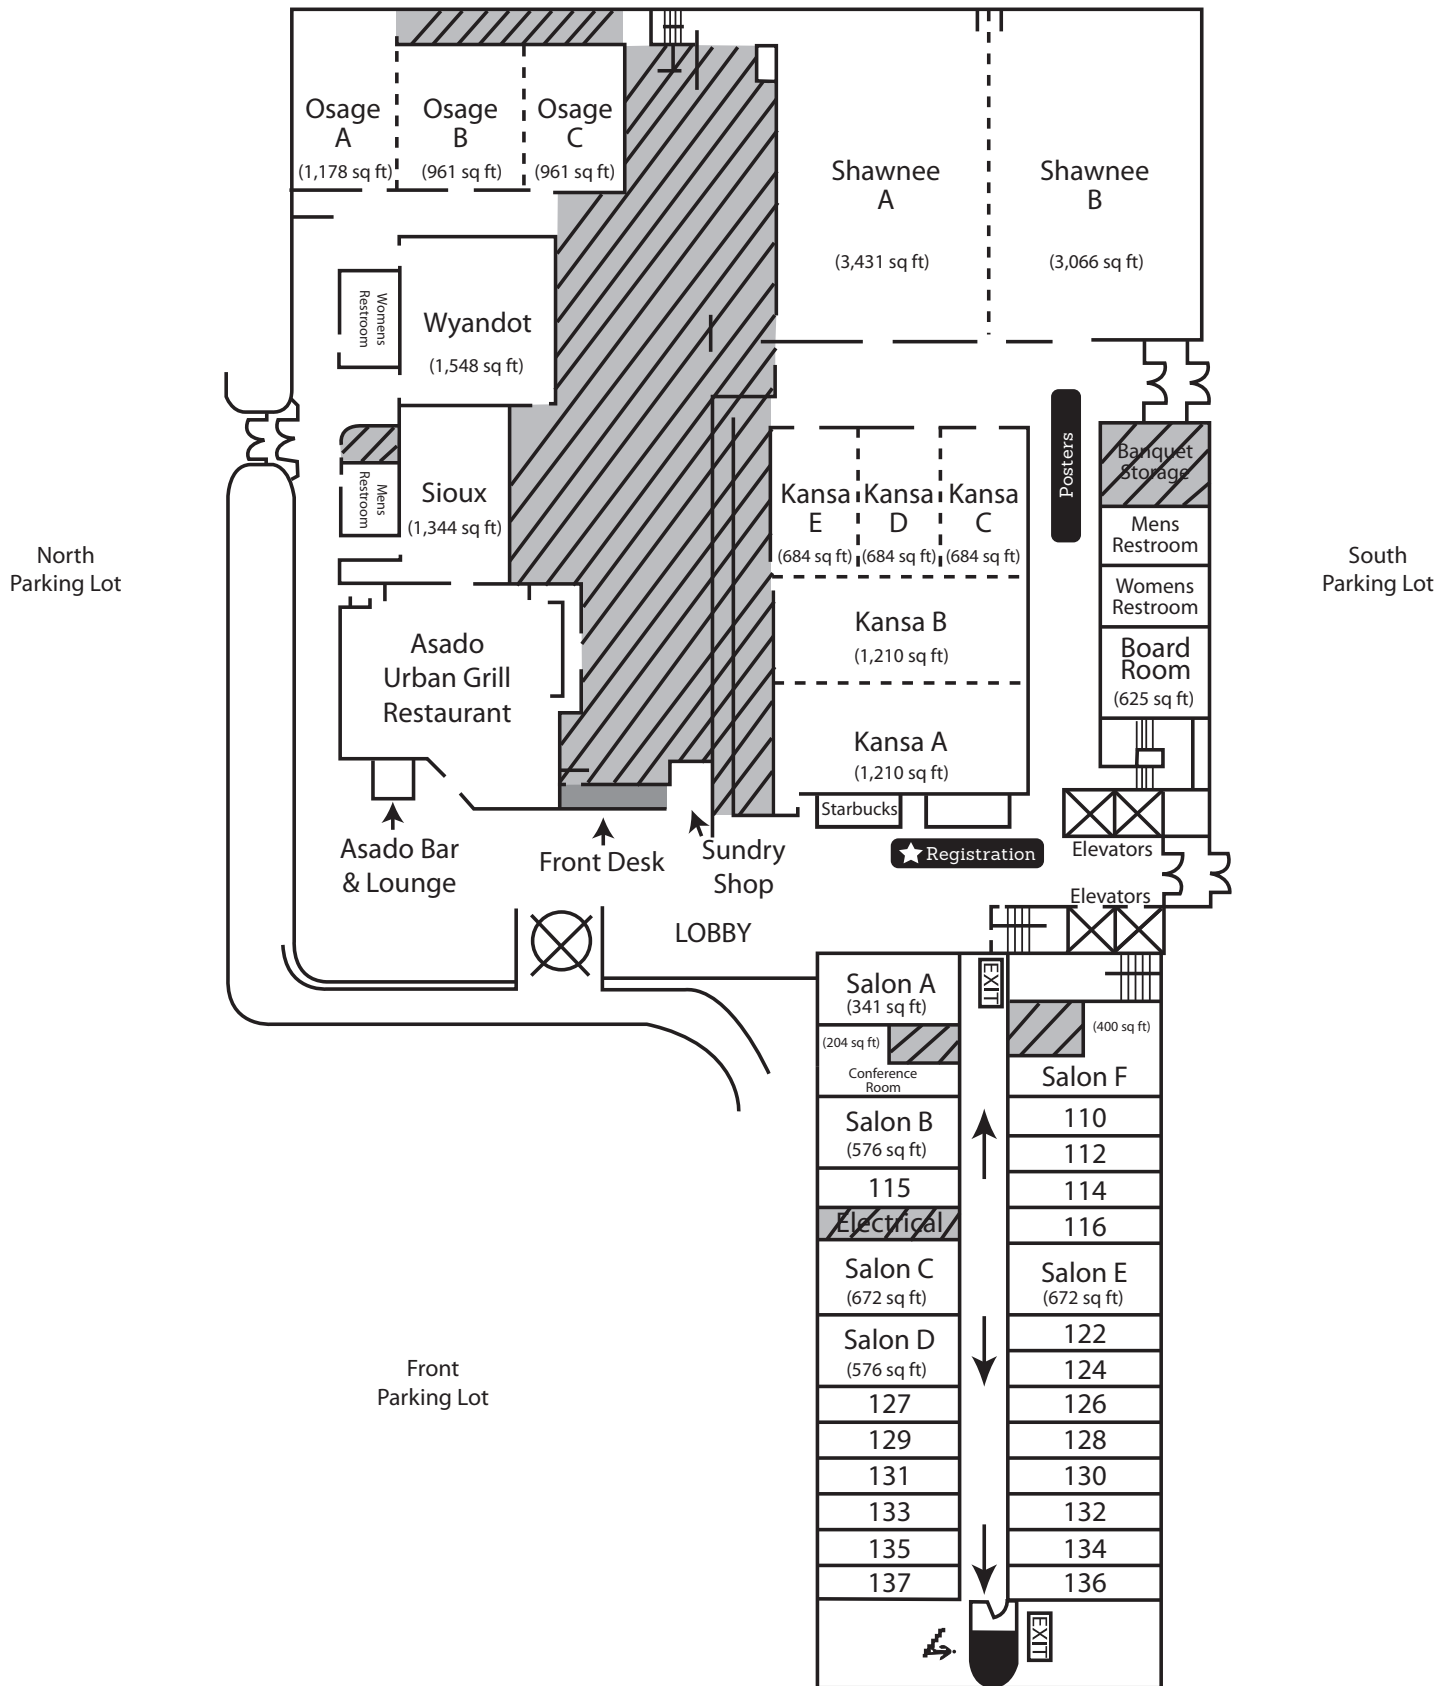 Osage
A
(1,178 sq ft)
Osage
B
(961 sq ft)
Osage
C
(961 sq ft)
Shawnee
A
(3,431 sq ft)
Shawnee
B
(3,066 sq ft)
Womens
Restroom
Wyandot
(1,548 sq ft)
Mens
Restroom
Sioux
(1,344 sq ft)
Kansa
E
(684 sq ft)
Kansa
D
(684 sq ft)
Kansa
C
(684 sq ft)
Posters
Banquet
Storage
Mens
Restroom
Womens
Restroom
Board
Room
(625 sq ft)
North
Parking Lot
South
Parking Lot
Kansa B
(1,210 sq ft)
Kansa A
(1,210 sq ft)
Asado
Urban Grill
Restaurant
Starbucks
Asado Bar
& Lounge
Front Desk
Sundry
Shop
Registration
Elevators
Elevators
LOBBY
Salon A
(341 sq ft)
EXIT
(204 sq ft)
Conference
Room
(400 sq ft)
Salon F
Salon B
(576 sq ft)
110
112
115
114
Electrical
116
Salon C
(672 sq ft)
Salon E
(672 sq ft)
Salon D
(576 sq ft)
122
124
127
126
129
128
131
130
133
132
135
134
137
136
EXIT
Front
Parking Lot